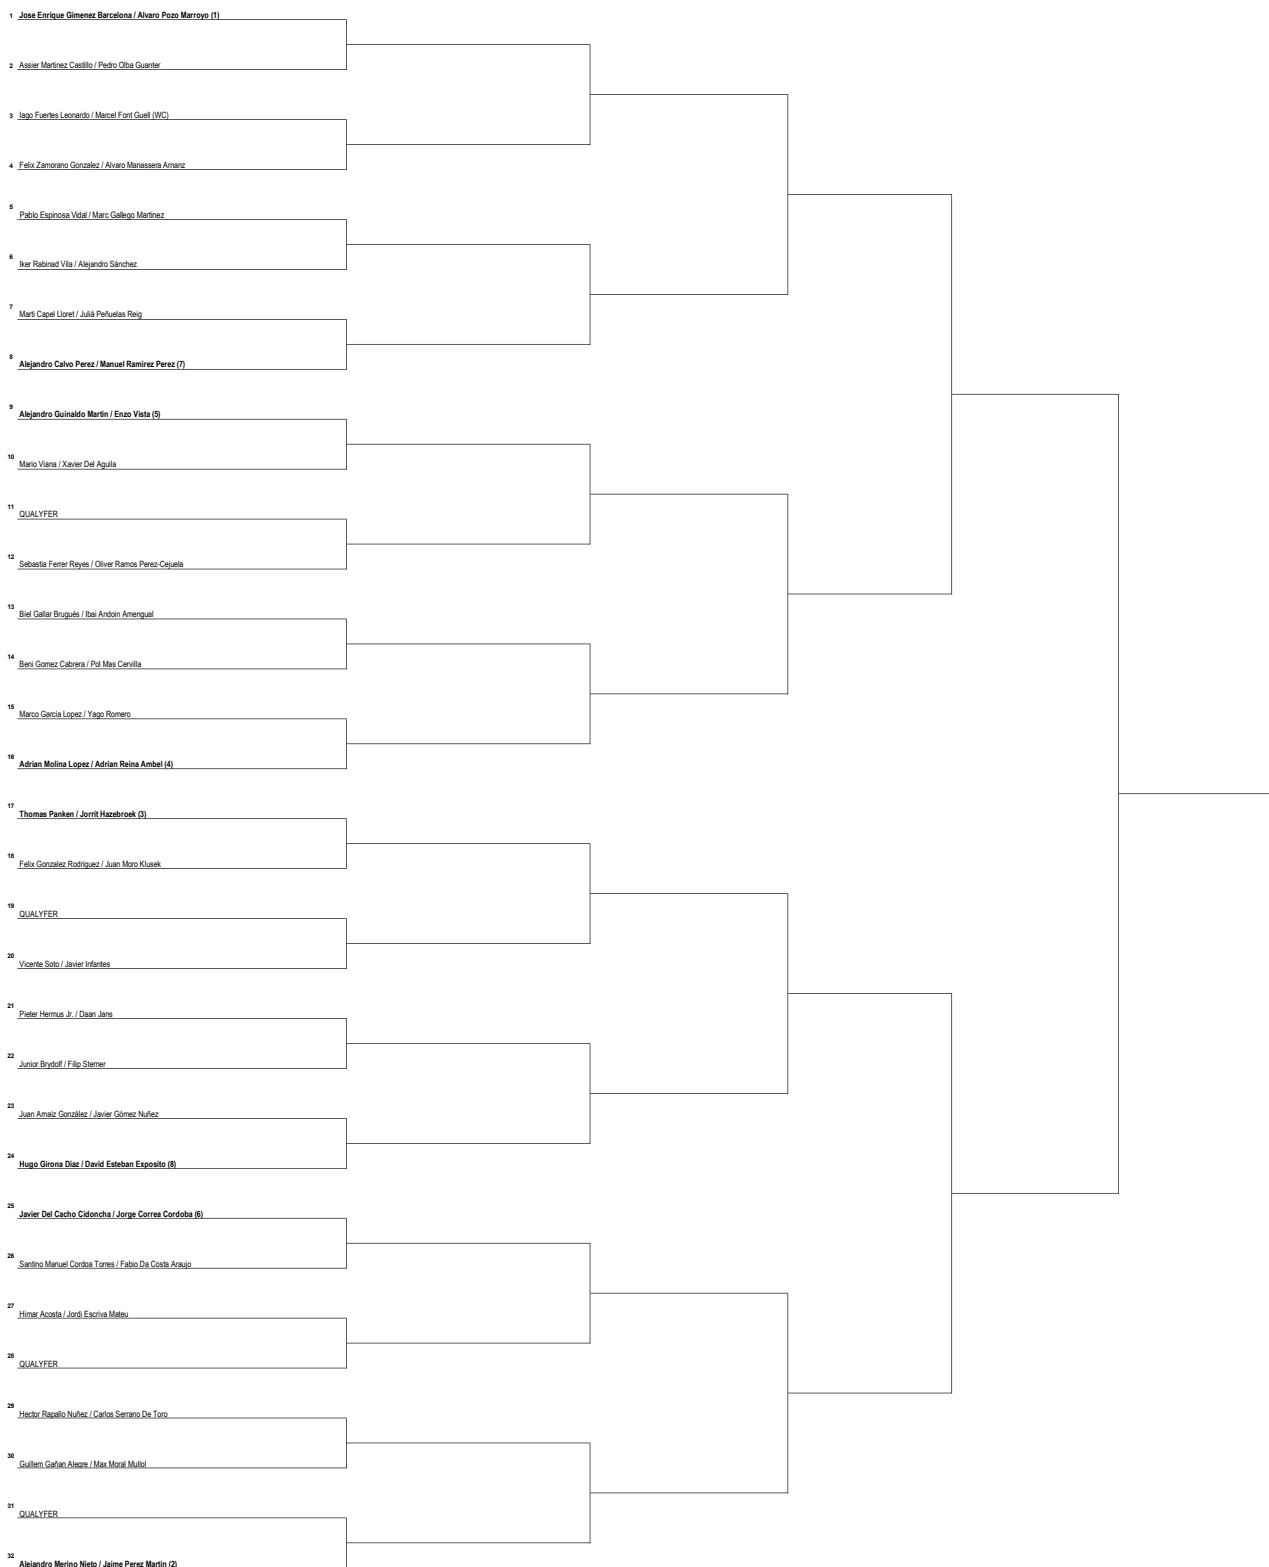 1 Jose Enrique Gimenez Barcelona / Alvaro Pozo Marroyo (1)
2 Assier Martinez Castillo / Pedro Olba Guanter
3 Iago Fuertes Leonardo / Marcel Font Guell (WC)
4 Felix Zamorano Gonzalez / Alvaro Manassera Arnanz
5 Pablo Espinosa Vidal / Marc Gallego Martinez
6 Iker Rabinad Vila / Alejandro Sánchez
7 Marti Capel Lloret / Julià Peñuelas Reig
8 Alejandro Calvo Perez / Manuel Ramirez Perez (7)
9 Alejandro Guinaldo Martin / Enzo Vista (5)
10 Mario Viana / Xavier Del Aguila
11 QUALYFER
12 Sebastia Ferrer Reyes / Oliver Ramos Perez-Cejuela
13 Biel Gallar Brugués / Ibai Andoin Amengual
14 Beni Gomez Cabrera / Pol Mas Cervilla
15 Marco Garcia Lopez / Yago Romero
16 Adrian Molina Lopez / Adrian Reina Ambel (4)
17 Thomas Panken / Jorrit Hazebroek (3)
18 Felix Gonzalez Rodriguez / Juan Moro Klusek
19 QUALYFER
20 Vicente Soto / Javier Infantes
21 Pieter Hermus Jr. / Daan Jans
22 Junior Brydolf / Filip Sterner
23 Juan Arnaiz González / Javier Gómez Nuñez
24 Hugo Girona Diaz / David Esteban Exposito (8)
25 Javier Del Cacho Cidoncha / Jorge Correa Cordoba (6)
26 Santino Manuel Cordoa Torres / Fabio Da Costa Araujo
27 Himar Acosta / Jordi Escriva Mateu
28 QUALYFER
29 Hector Rapallo Nuñez / Carlos Serrano De Toro
30 Guillem Gañan Alegre / Max Moral Mullol
31 QUALYFER
32 Alejandro Merino Nieto / Jaime Perez Martin (2)